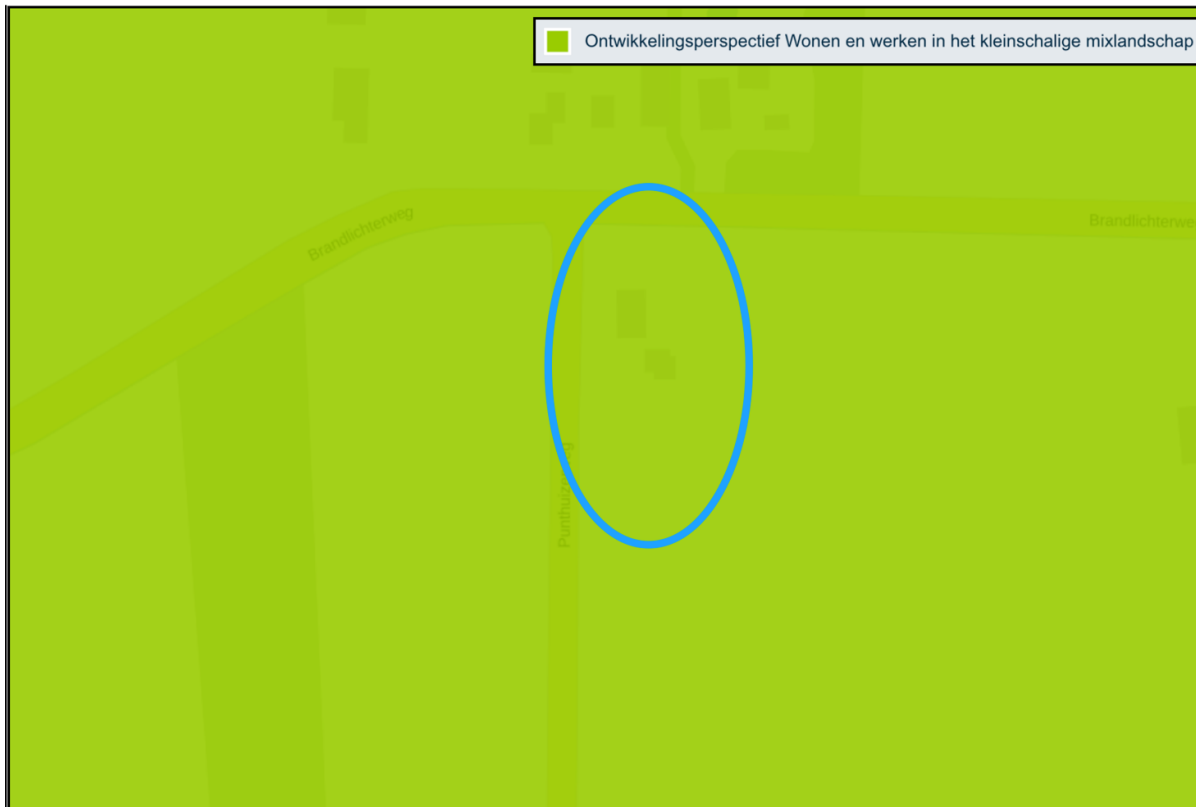 Ontwikkelingsperspectief Wonen en werken in het kleinschalige mixlandschap
Brandlichterweg
Brandlichterwe